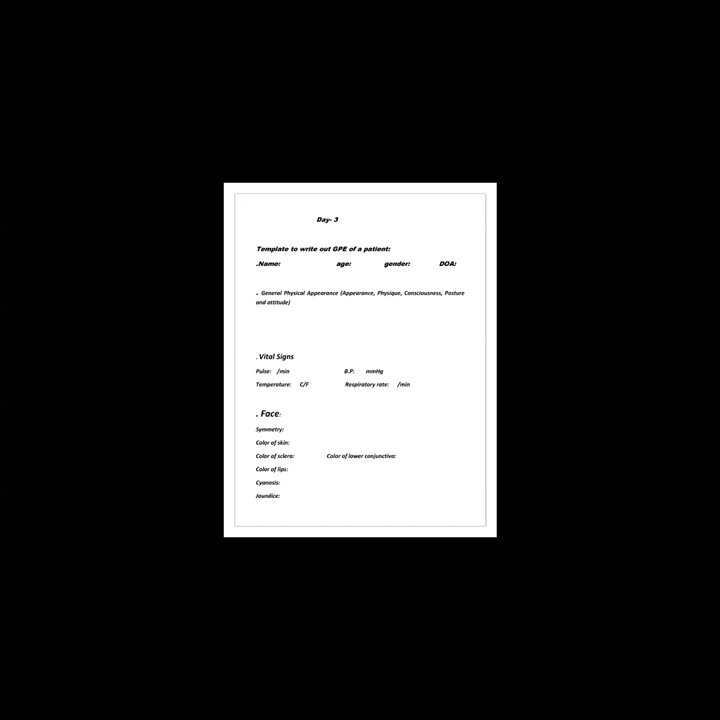 Day- 3
Template to write out GPE of a patient:
.Name: age: gender: DOA:
. General Physical Appearance (Appearance, Physique, Consciousness, Posture
and attitude)
. Vital Signs
Pulse: /min B.P: mmHg
Temperature: C/F Respiratory rate: /min
. Face:
Symmetry:
Color of skin:
Color of sclera: Color of lower conjunctiva:
Color of lips:
Cyanosis:
Jaundice: